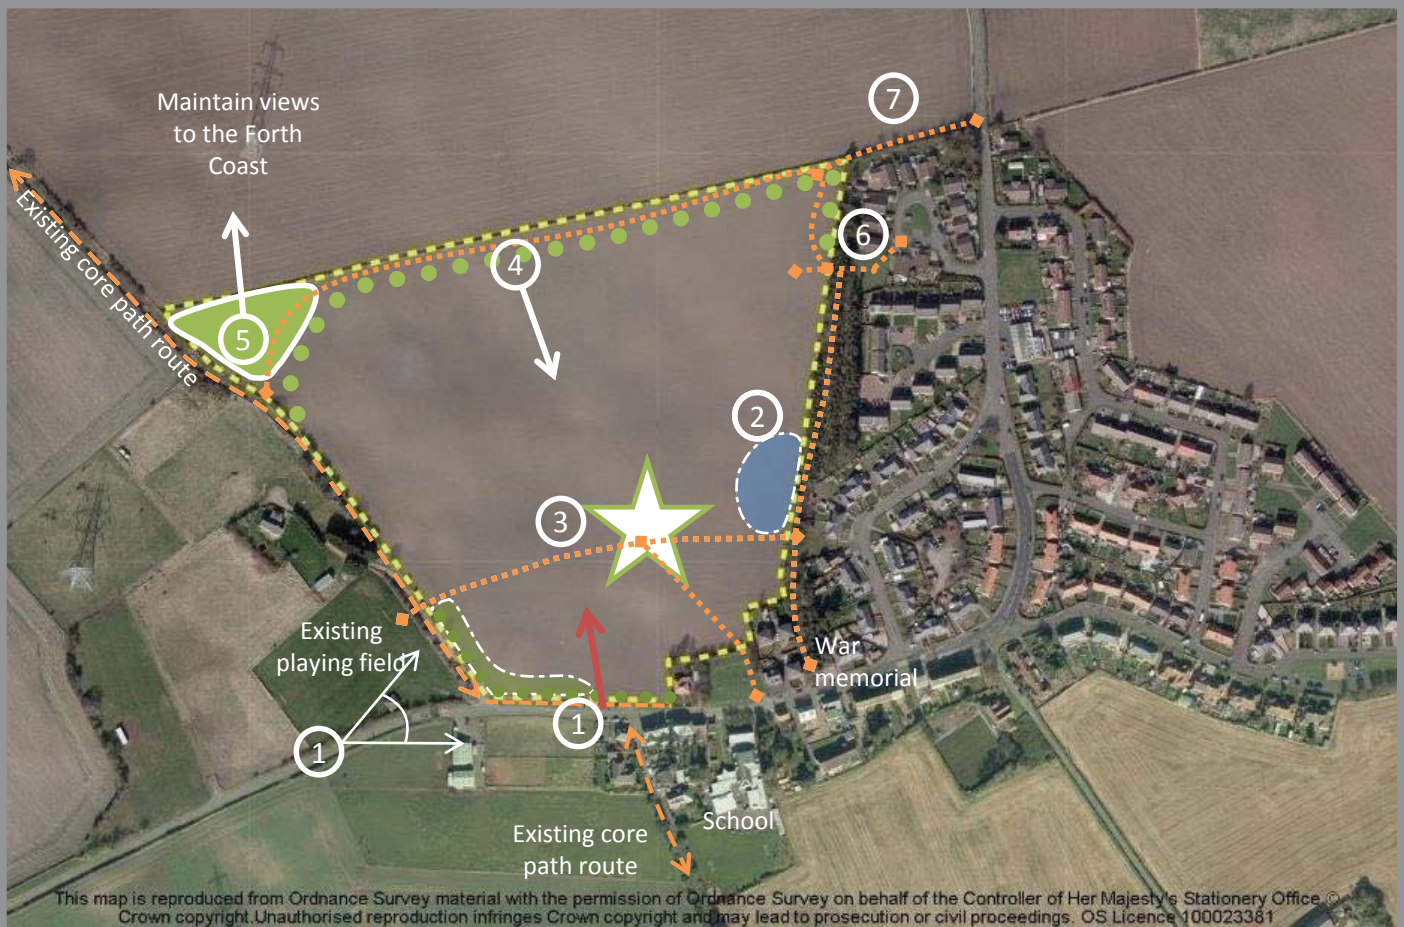 7
Maintain views
to the Forth
Coast
Existing core path route
6
4
5
2
3
Existing
playing field
War
memorial
1
1
School
Existing core
path route
This map is reproduced from Ordnance Survey material with the permission of Ordnance Survey on behalf of the Controller of Her Majesty's Stationery Office ©
Crown copyright.Unauthorised reproduction infringes Crown copyright and may lead to prosecution or civil proceedings. OS Licence 100023381